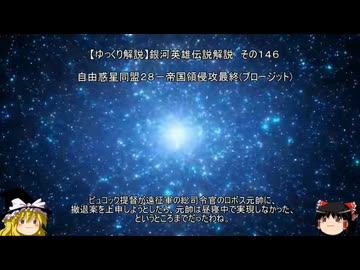 【ゆっくり解説】銀河英雄伝説解説　その１４６
自由惑星同盟２８－帝国領侵攻最終(プロージット)
ビュコック提督が遠征軍の総司令官のロボス元帥に、
撤退案を上申しようとしたら、元帥は昼寝中で実現しなかった、
というところまでだったわね。